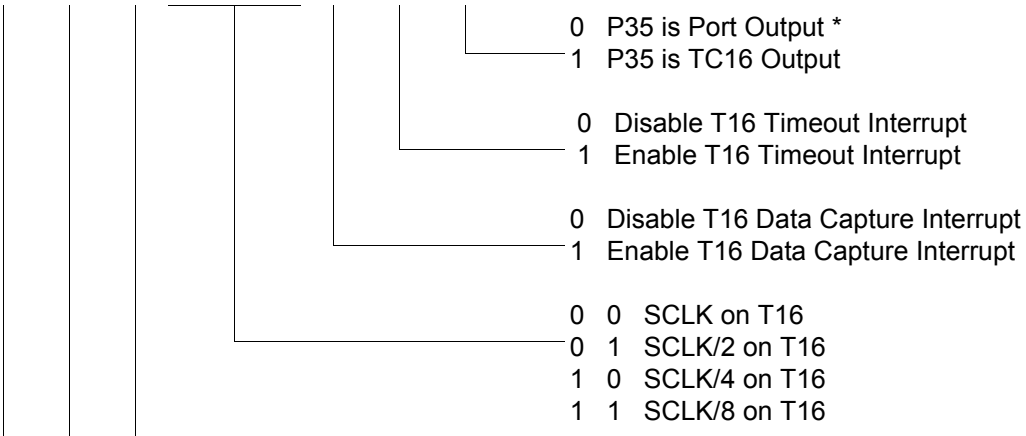 0 P35 is Port Output *
1 P35 is TC16 Output
0 Disable T16 Timeout Interrupt
1 Enable T16 Timeout Interrupt
0 Disable T16 Data Capture Interrupt
1 Enable T16 Data Capture Interrupt
0 0 SCLK on T16
0 1 SCLK/2 on T16
1 0 SCLK/4 on T16
1 1 SCLK/8 on T16